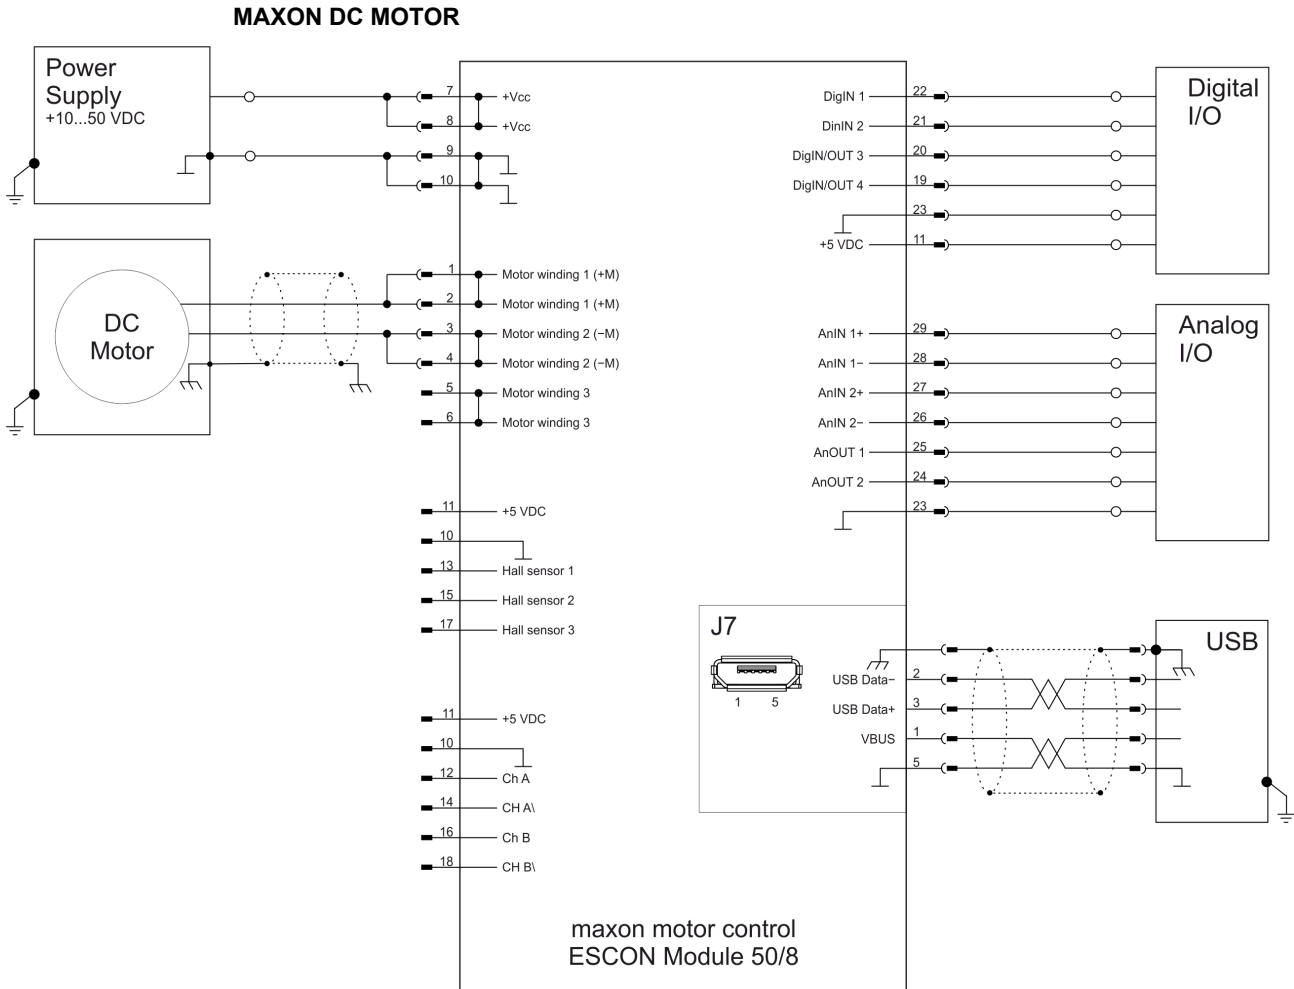 MAXON DC MOTOR
Power
Supply
+10...50 VDC
7
+Vcc
8
+Vcc
9
10
DC
Motor
1
Motor winding 1 (+M)
2
Motor winding 1 (+M)
3
Motor winding 2 (−M)
4
Motor winding 2 (−M)
5
Motor winding 3
6
Motor winding 3
11
+5 VDC
10
13
Hall sensor 1
15
Hall sensor 2
17
Hall sensor 3
11
+5 VDC
10
12
Ch A
14
CH A\
16
Ch B
18
CH B\
DigIN 1
22
DinIN 2
21
DigIN/OUT 3
20
DigIN/OUT 4
19
23
+5 VDC
11
Digital
I/O
AnIN 1+
29
AnIN 1−
28
AnIN 2+
27
AnIN 2−
26
AnOUT 1
25
AnOUT 2
24
23
Analog
I/O
J7
1 5
USB Data−
2
USB Data+
3
VBUS
1
5
USB
maxon motor control
ESCON Module 50/8